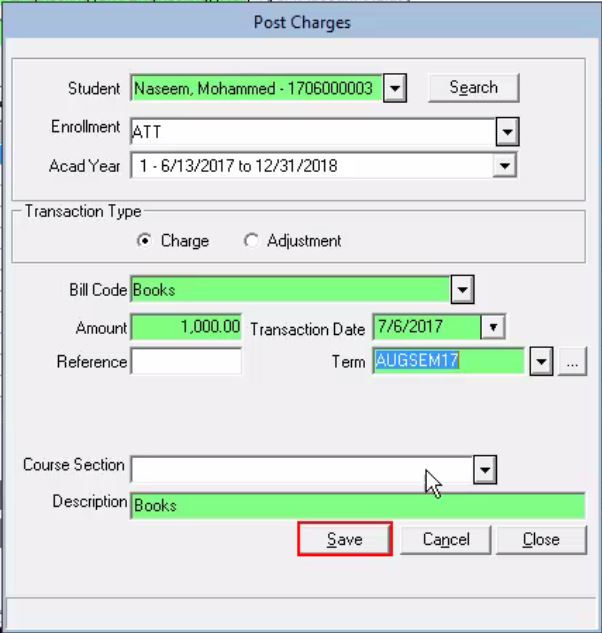 Post Charges
Student Naseem, Mohammed - 1706000003 Search
Enrollment ATT
Acad Year 1 - 6/13/2017 to 12/31/2018
Transaction Type
Charge Adjustment
Bill Code Books
Amount 1,000.00 Transaction Date 7/6/2017
Reference Term AUGSEM17 ...
Course Section
Description Books
Save Cancel Close